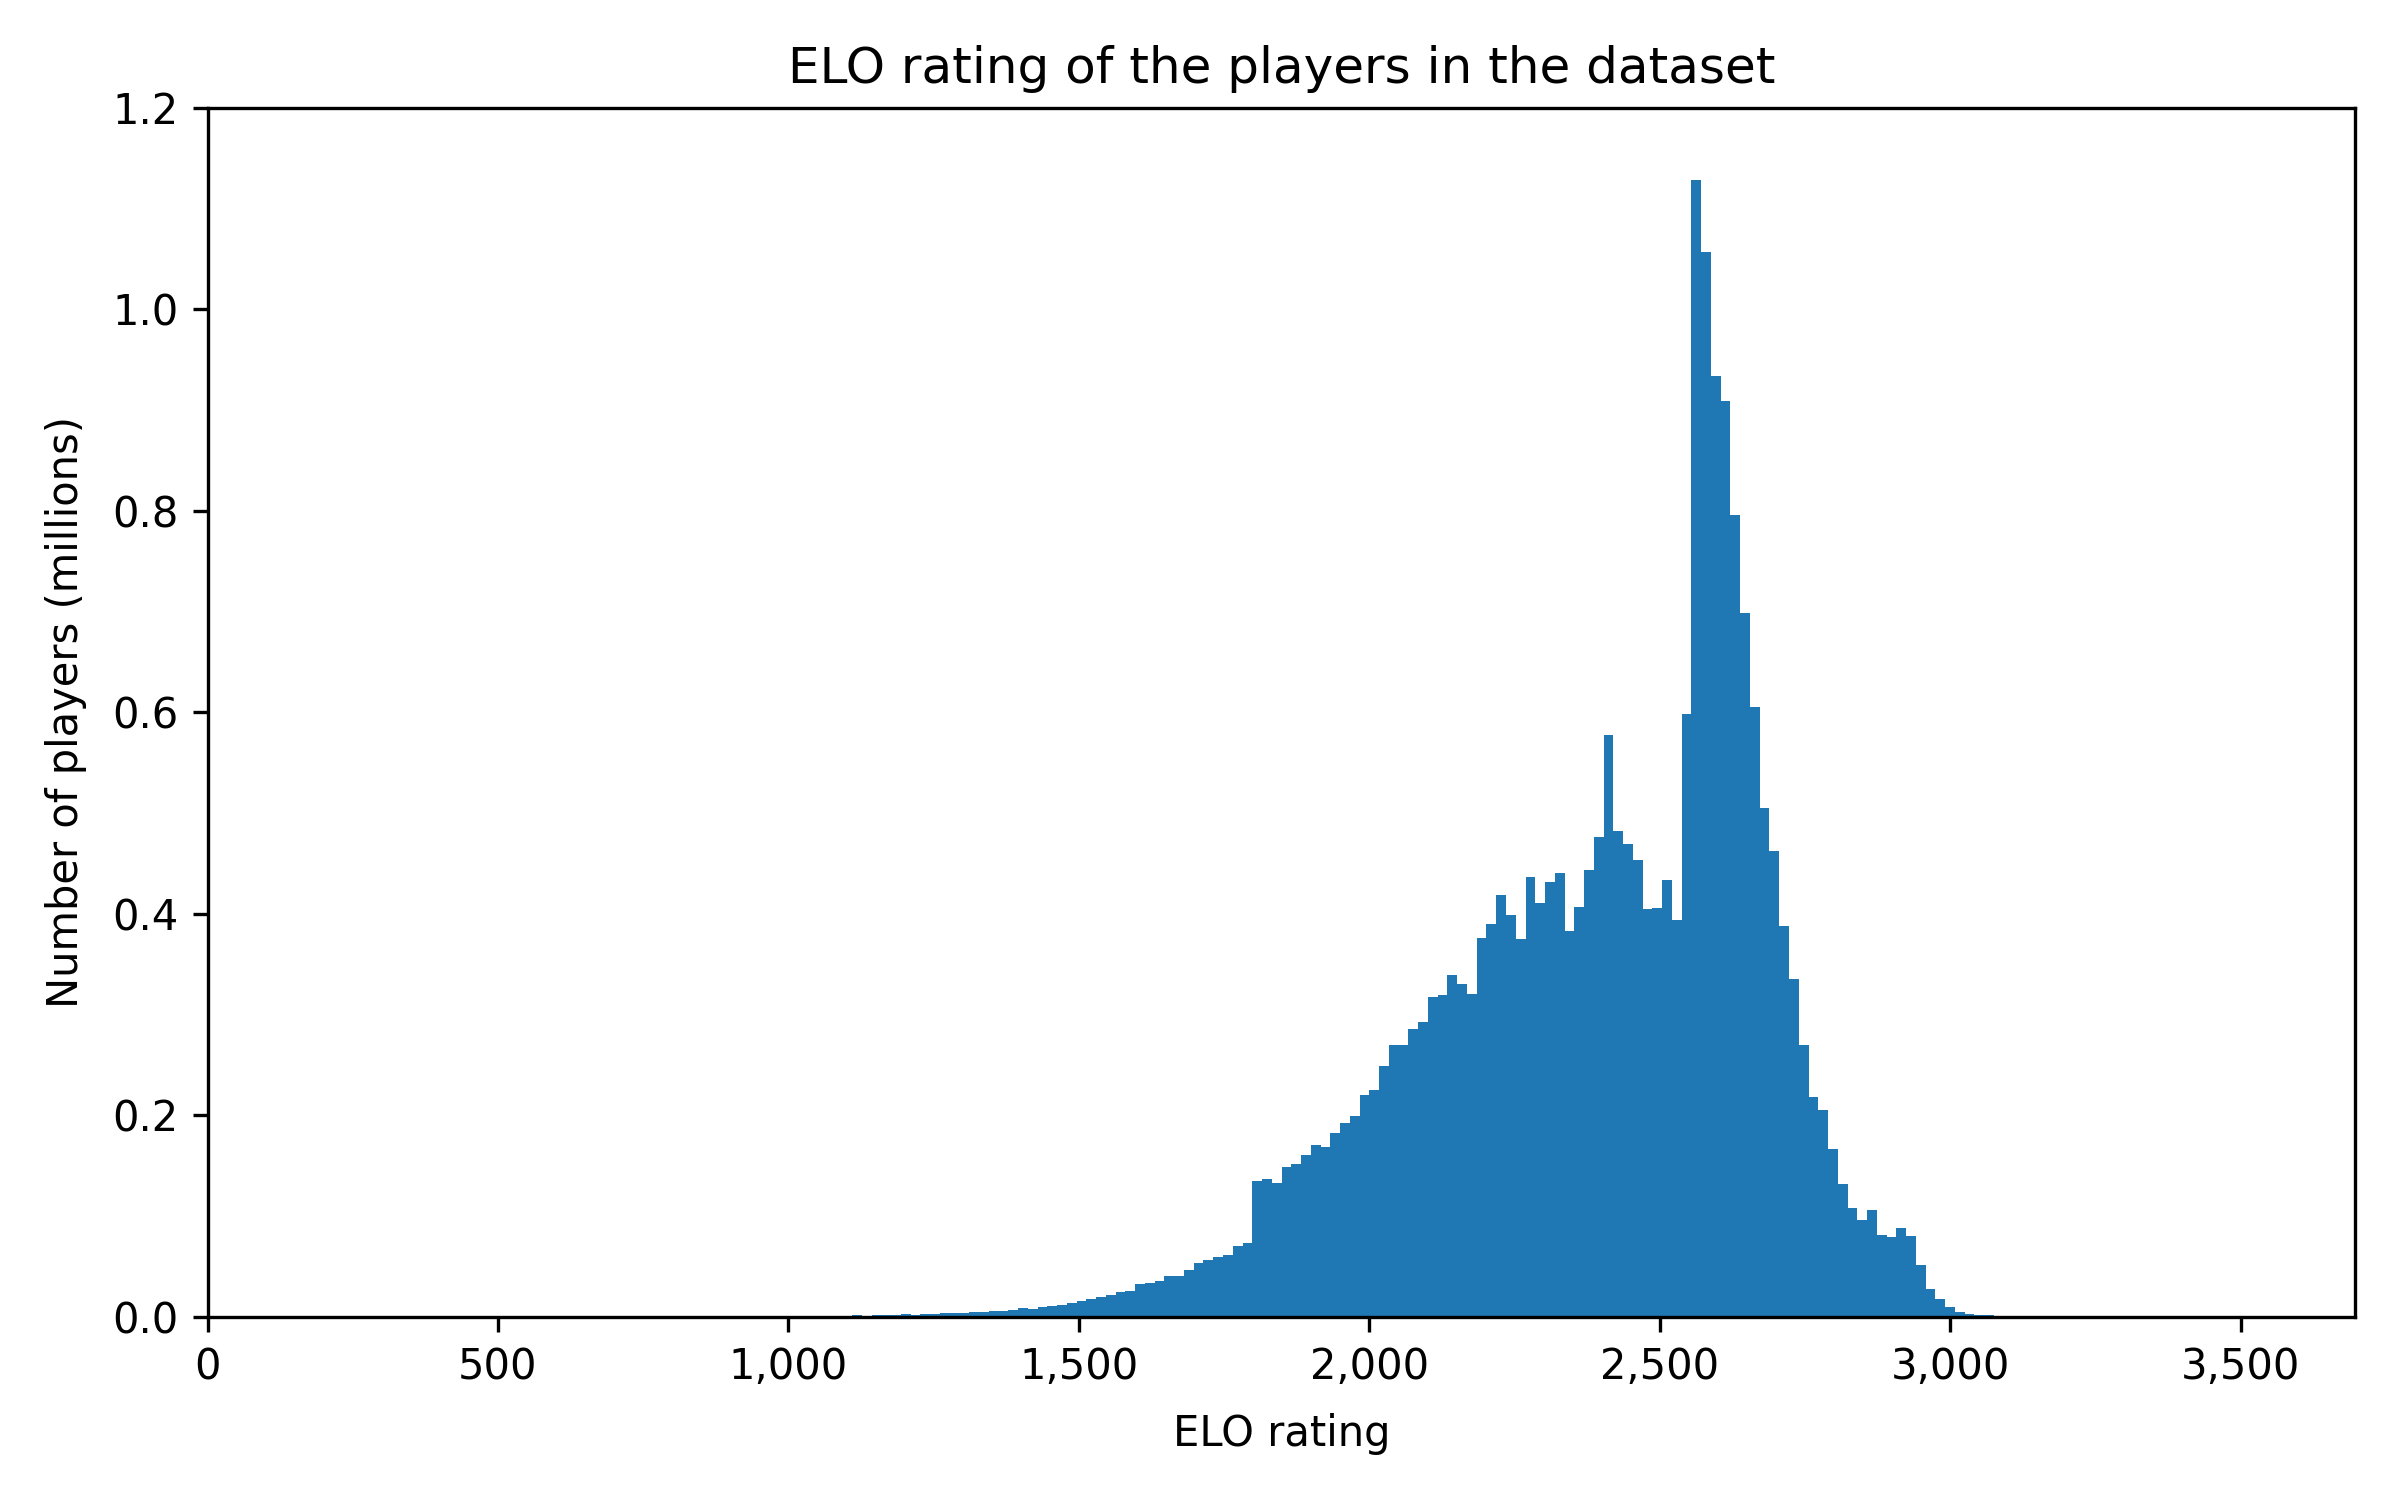 ELO rating of the players in the dataset
1.2
1.0
0.8
0.6
0.4
0.2
0.0
Number of players (millions)
0 500 1,000 1,500 2,000 2,500 3,000 3,500
ELO rating